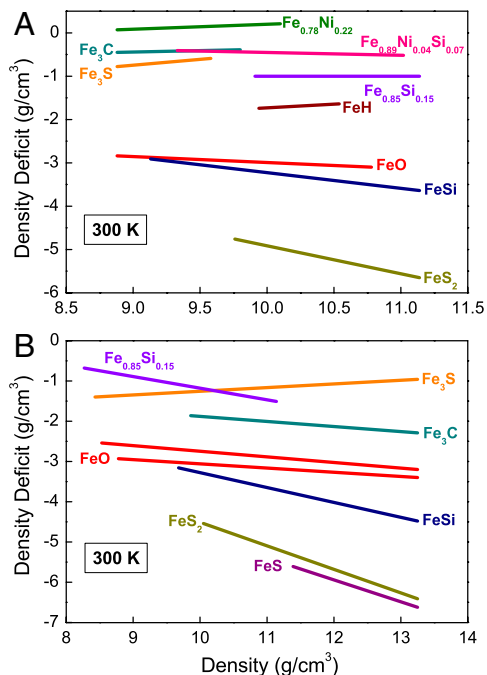 A
1
0
-1
-2
-3
-4
-5
-6
Density Deficit (g/cm³)
Fe₀.₇₈Ni₀.₂₂
Fe₃C
Fe₀.₈₉Ni₀.₀₄Si₀.₀₇
Fe₃S
Fe₀.₈₅Si₀.₁₅
FeH
FeO
FeSi
300 K
FeS₂
8.5 9.0 9.5 10.0 10.5 11.0 11.5
B
0
-1
-2
-3
-4
-5
-6
-7
Density Deficit (g/cm³)
Fe₀.₈₅Si₀.₁₅
Fe₃S
Fe₃C
FeO
FeSi
FeS₂
300 K
FeS
8 9 10 11 12 13 14
Density (g/cm³)